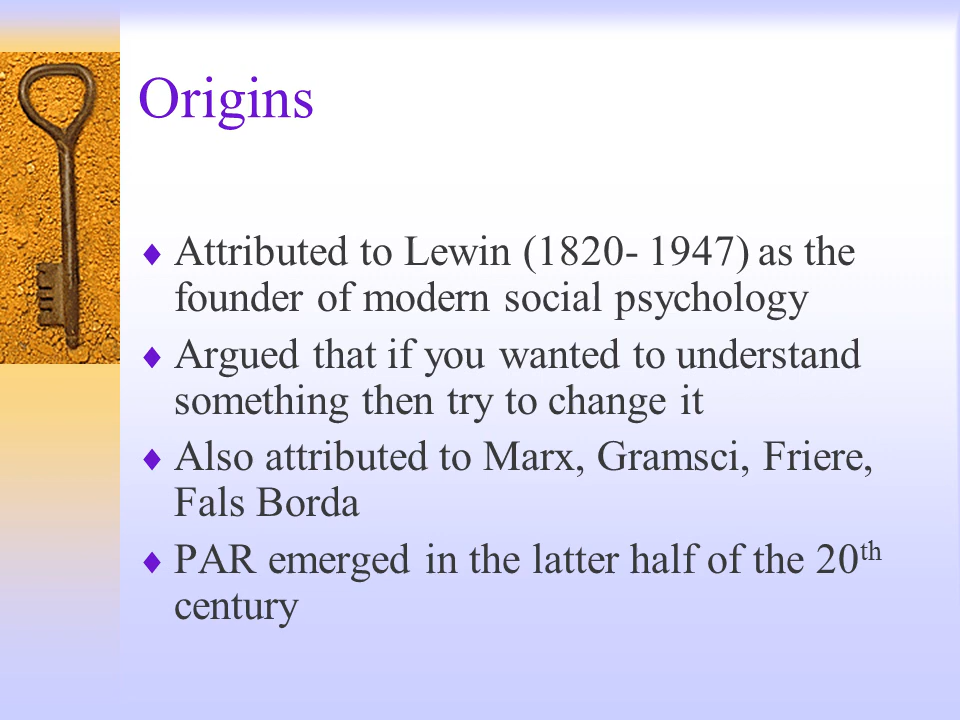 Origins
♦ Attributed to Lewin (1820- 1947) as the
founder of modern social psychology
♦ Argued that if you wanted to understand
something then try to change it
♦ Also attributed to Marx, Gramsci, Friere,
Fals Borda
♦ PAR emerged in the latter half of the 20th
century